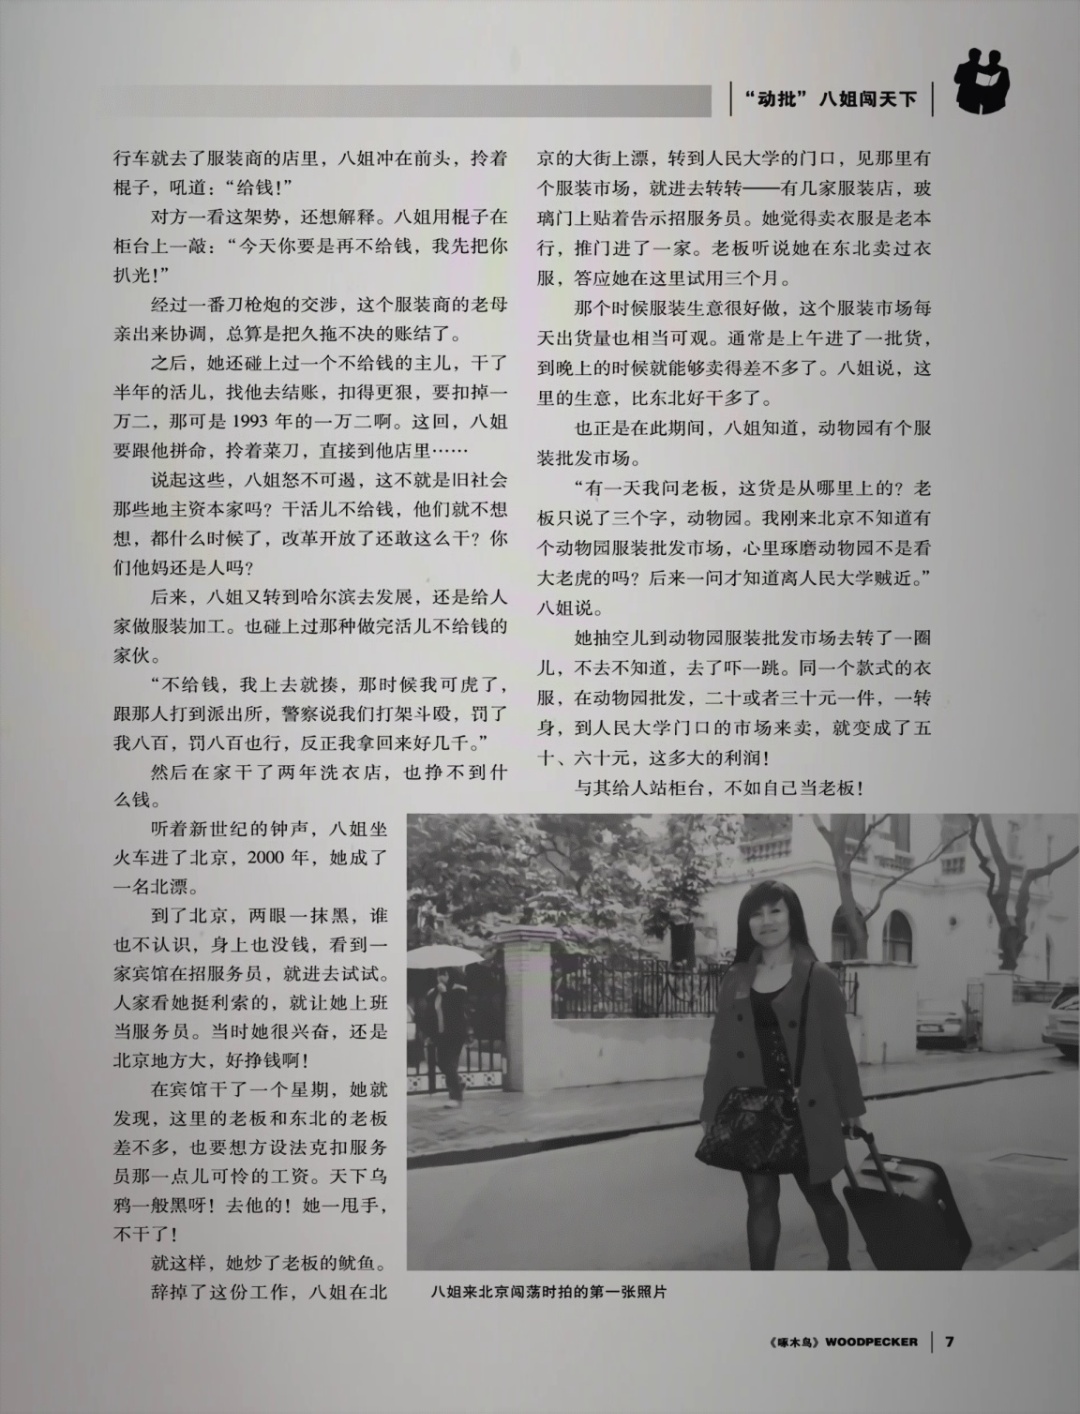 “动批”八姐闯天下
行车就去了服装商的店里，八姐冲在前头，拎着
棍子，吼道：“给钱！”
对方一看这架势，还想解释。八姐用棍子在
柜台上一敲：“今天你要是再不给钱，我先把你
扒光！”
经过一番刀枪炮的交涉，这个服装商的老母
亲出来协调，总算是把久拖不决的账结了。
之后，她还碰上过一个不给钱的主儿，干了
半年的活儿，找他去结账，扣得更狠，要扣掉一
万二，那可是 1993 年的一万二啊。这回，八姐
要跟他拼命，拎着菜刀，直接到他店里……
说起这些，八姐怒不可遏，这不就是旧社会
那些地主资本家吗？干活儿不给钱，他们就不想
想，都什么时候了，改革开放了还敢这么干？你
们他妈还是人吗？
后来，八姐又转到哈尔滨去发展，还是给人
家做服装加工。也碰上过那种做完活儿不给钱的
家伙。
“不给钱，我上去就揍，那时候我可虎了，
跟那人打到派出所，警察说我们打架斗殴，罚了
我八百，罚八百也行，反正我拿回来好几千。”
然后在家干了两年洗衣店，也挣不到什
么钱。
听着新世纪的钟声，八姐坐
火车进了北京，2000 年，她成了
一名北漂。
到了北京，两眼一抹黑，谁
也不认识，身上也没钱，看到一
家宾馆在招服务员，就进去试试。
人家看她挺利索的，就让她上班
当服务员。当时她很兴奋，还是
北京地方大，好挣钱啊！
在宾馆干了一个星期，她就
发现，这里的老板和东北的老板
差不多，也要想方设法克扣服务
员那一点儿可怜的工资。天下乌
鸦一般黑呀！去他的！她一甩手，
不干了！
就这样，她炒了老板的鱿鱼。
辞掉了这份工作，八姐在北
京的大街上漂，转到人民大学的门口，见那里有
个服装市场，就进去转转——有几家服装店，玻
璃门上贴着告示招服务员。她觉得卖衣服是老本
行，推门进了一家。老板听说她在东北卖过衣
服，答应她在这里试用三个月。
那个时候服装生意很好做，这个服装市场每
天出货量也相当可观。通常是上午进了一批货，
到晚上的时候就能够卖得差不多了。八姐说，这
里的生意，比东北好干多了。
也正是在此期间，八姐知道，动物园有个服
装批发市场。
“有一天我问老板，这货是从哪里上的？老
板只说了三个字，动物园。我刚来北京不知道有
个动物园服装批发市场，心里琢磨动物园不是看
大老虎的吗？后来一问才知道离人民大学贼近。”
八姐说。
她抽空儿到动物园服装批发市场去转了一圈
儿，不去不知道，去了吓一跳。同一个款式的衣
服，在动物园批发，二十或者三十元一件，一转
身，到人民大学门口的市场来卖，就变成了五
十、六十元，这多大的利润！
与其给人站柜台，不如自己当老板！
八姐来北京闯荡时拍的第一张照片
《啄木鸟》WOODPECKER 7